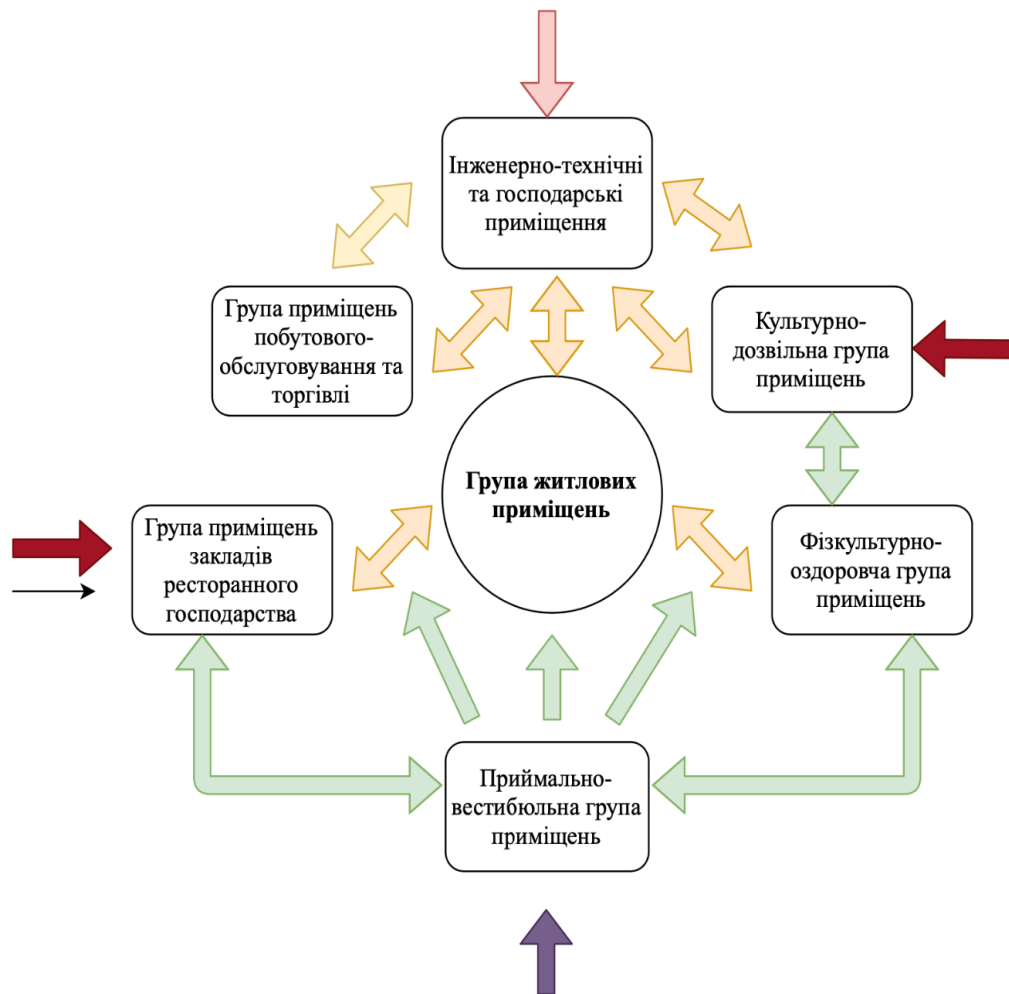 Інженерно-технічні
та господарські
приміщення
Група приміщень
побутового-
обслуговування та
торгівлі
Культурно-
дозвільна група
приміщень
Група житлових
приміщень
Група приміщень
закладів
ресторанного
господарства
Фізкультурно-
оздоровча група
приміщень
Приймально-
вестибюльна група
приміщень